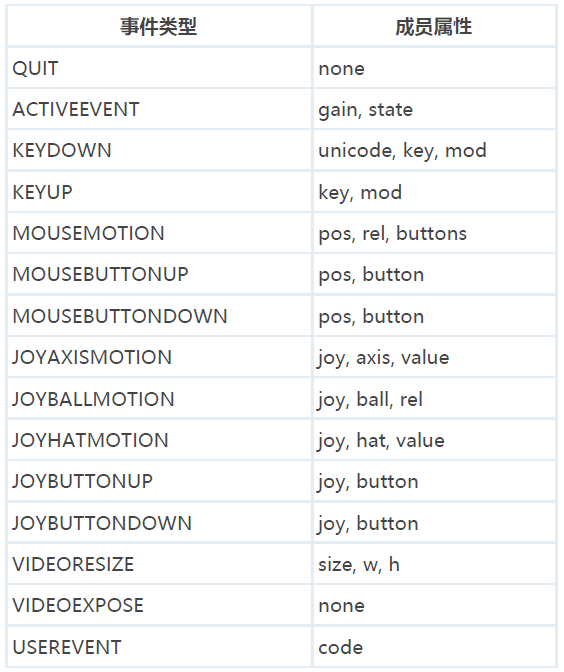 事件类型 成员属性
QUIT none
ACTIVEEVENT gain, state
KEYDOWN unicode, key, mod
KEYUP key, mod
MOUSEMOTION pos, rel, buttons
MOUSEBUTTONUP pos, button
MOUSEBUTTONDOWN pos, button
JOYAXISMOTION joy, axis, value
JOYBALLMOTION joy, ball, rel
JOYHATMOTION joy, hat, value
JOYBUTTONUP joy, button
JOYBUTTONDOWN joy, button
VIDEORESIZE size, w, h
VIDEOEXPOSE none
USEREVENT code